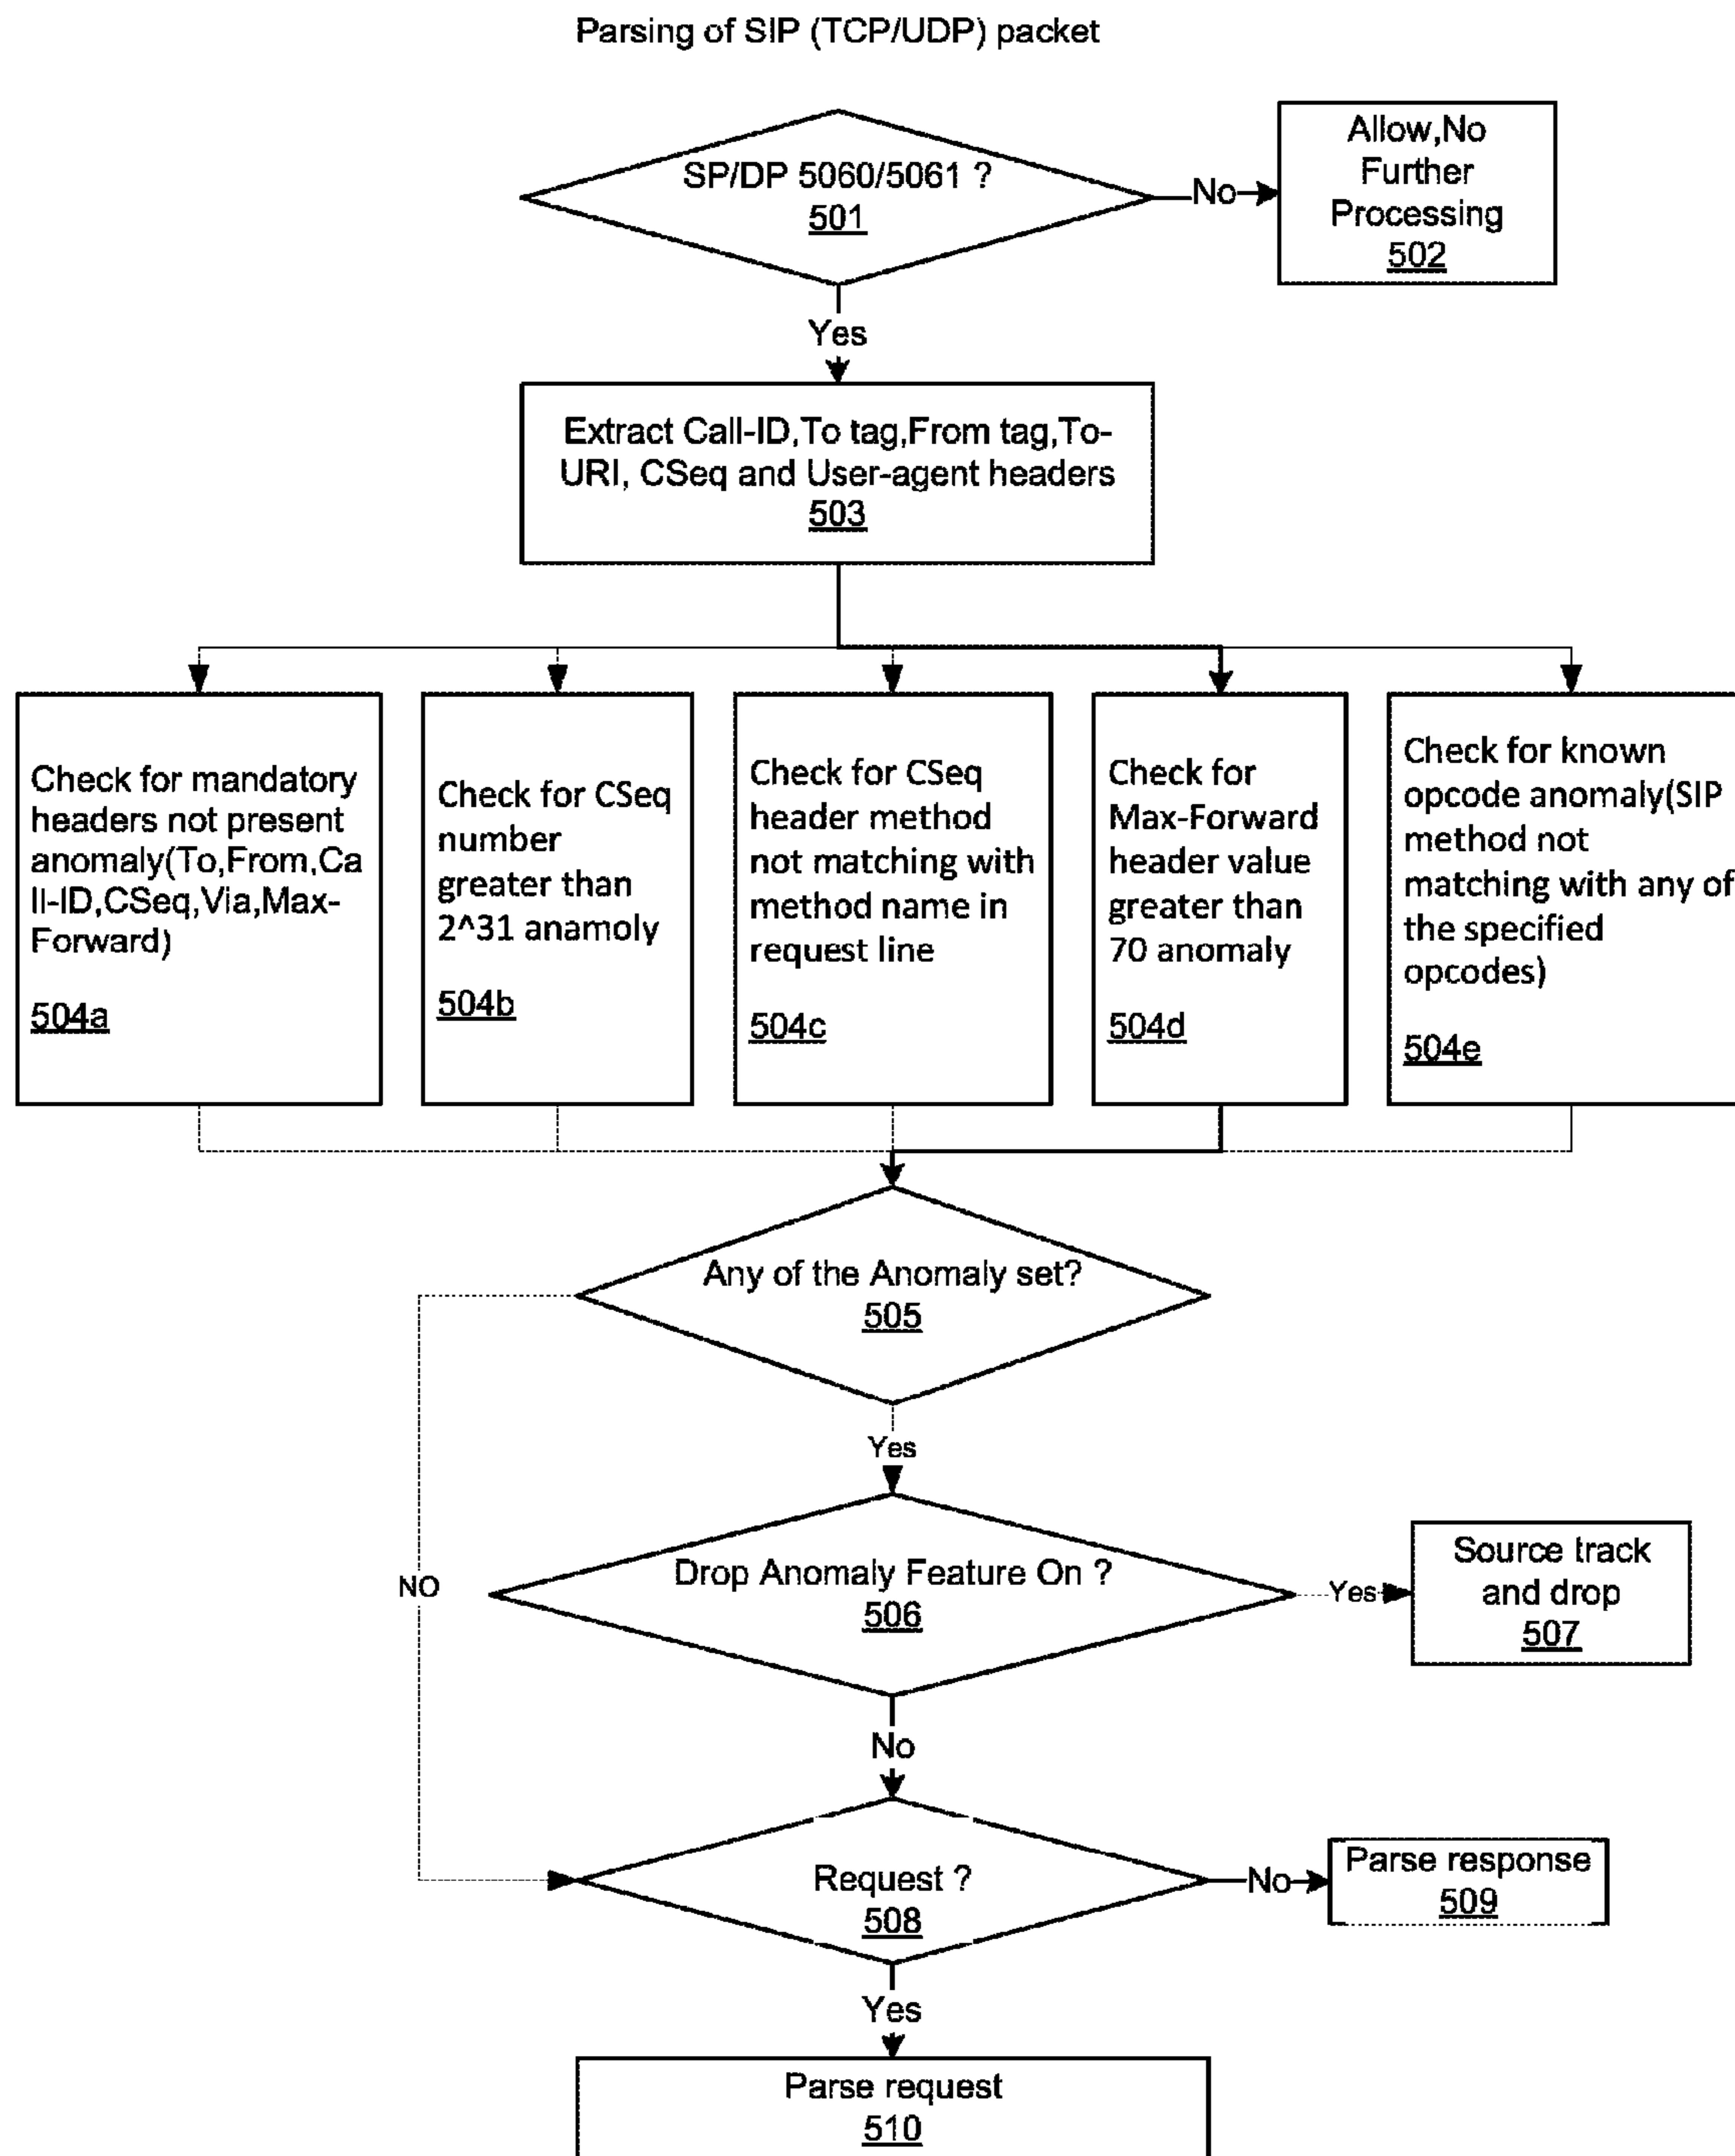 Parsing of SIP (TCP/UDP) packet
SP/DP 5060/5061 ?
501
No
Allow,No
Further
Processing
502
Yes
Extract Call-ID,To tag,From tag,To-
URI, CSeq and User-agent headers
503
Check for mandatory
headers not present
anomaly(To,From,Ca
ll-ID,CSeq,Via,Max-
Forward)
504a
Check for CSeq
number
greater than
2^31 anamoly
504b
Check for CSeq
header method
not matching with
method name in
request line
504c
Check for
Max-Forward
header value
greater than
70 anomaly
504d
Check for known
opcode anomaly(SIP
method not
matching with any of
the specified
opcodes)
504e
Any of the Anomaly set?
505
Yes
NO
Drop Anomaly Feature On ?
506
Yes
Source track
and drop
507
No
Request ?
508
No
Parse response
509
Yes
Parse request
510